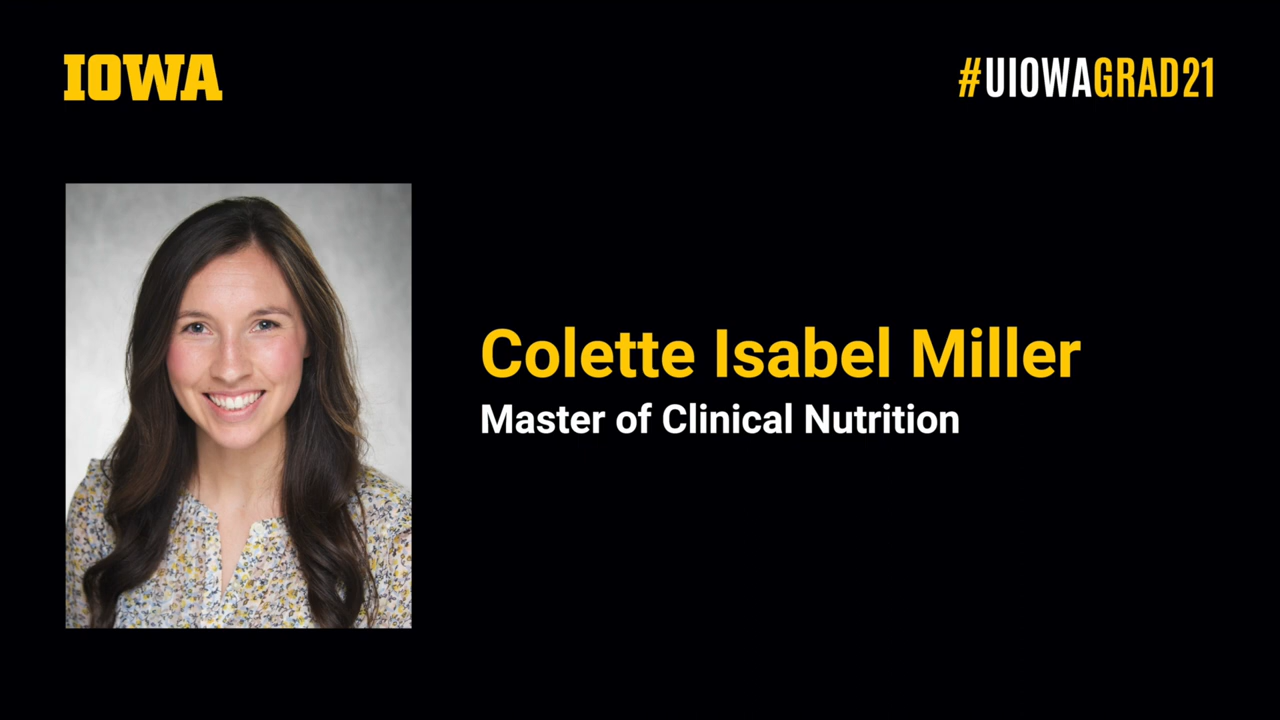 IOWA
#UIOWAGRAD21
Colette Isabel Miller
Master of Clinical Nutrition